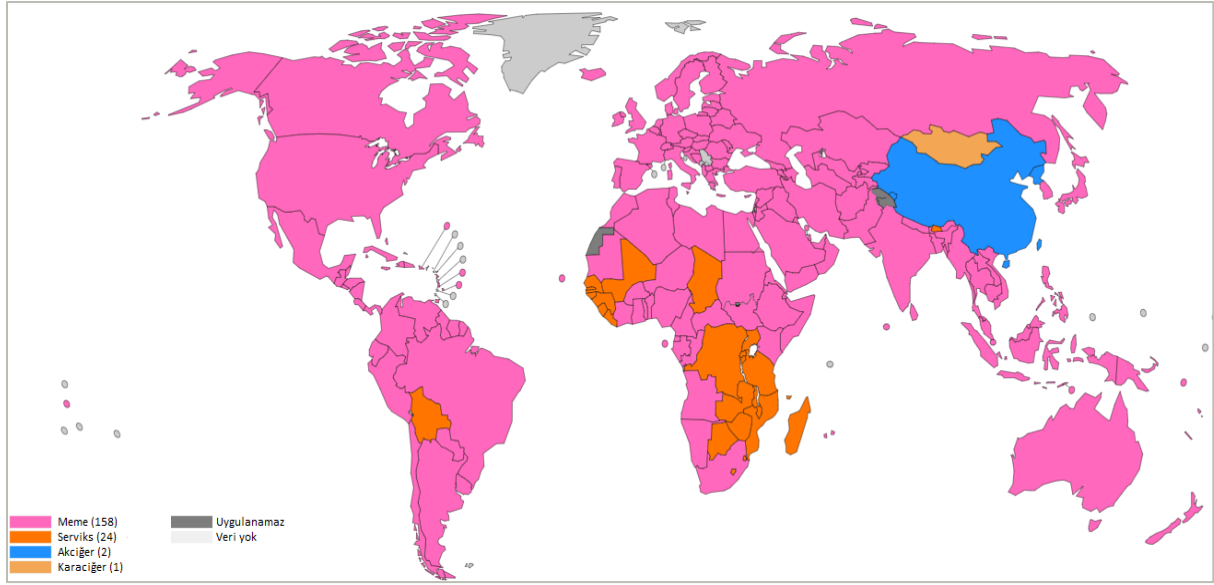 Meme (158)
Serviks (24)
Akciğer (2)
Karaciğer (1)
Uygulanamaz
Veri yok